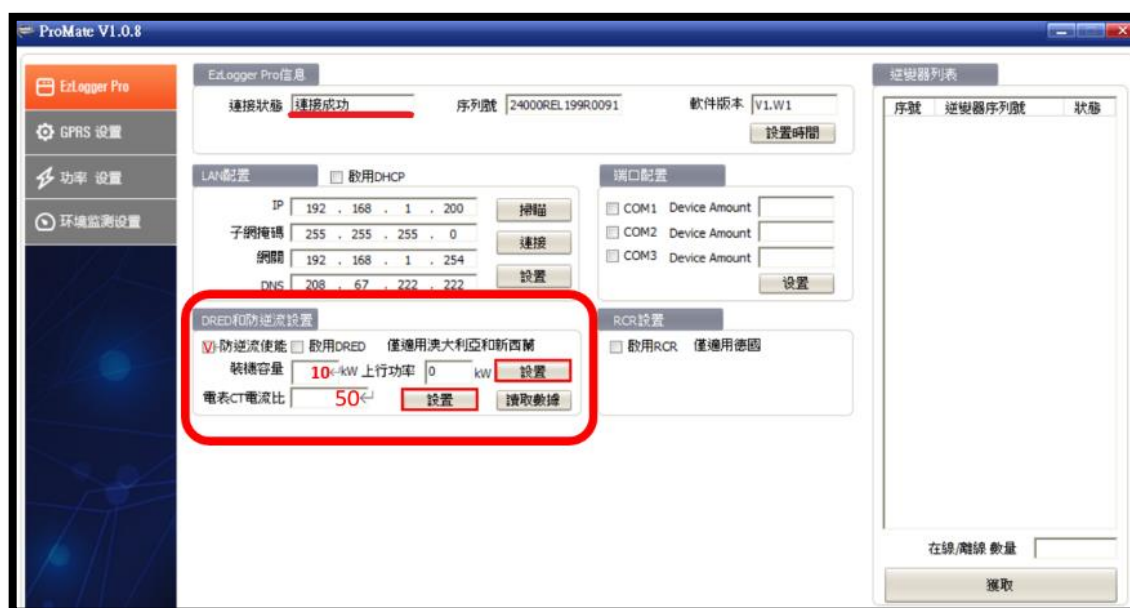 ProMate V1.0.8
EzLogger Pro
GPRS 设置
功率 设置
环境监测设置
EzLogger Pro信息
連接狀態 連接成功 序列號 24000REL199R0091 軟件版本 V1.W1
設置時間
LAN配置 啟用DHCP
IP 192 . 168 . 1 . 200 掃瞄
子網掩碼 255 . 255 . 255 . 0 連接
網關 192 . 168 . 1 . 254
DNS 208 . 67 . 222 . 222 設置
端口配置
COM1 Device Amount
COM2 Device Amount
COM3 Device Amount
设置
DRED和防逆流設置
V 防逆流使能 啟用DRED 僅適用澳大利亞和新西蘭
裝機容量 10 kW 上行功率 0 kW 設置
電表CT電流比 50 設置 讀取數據
RCR設置
啟用RCR 僅適用德國
逆變器列表
序號 逆變器序列號 狀態
在線/離線 數量
獲取